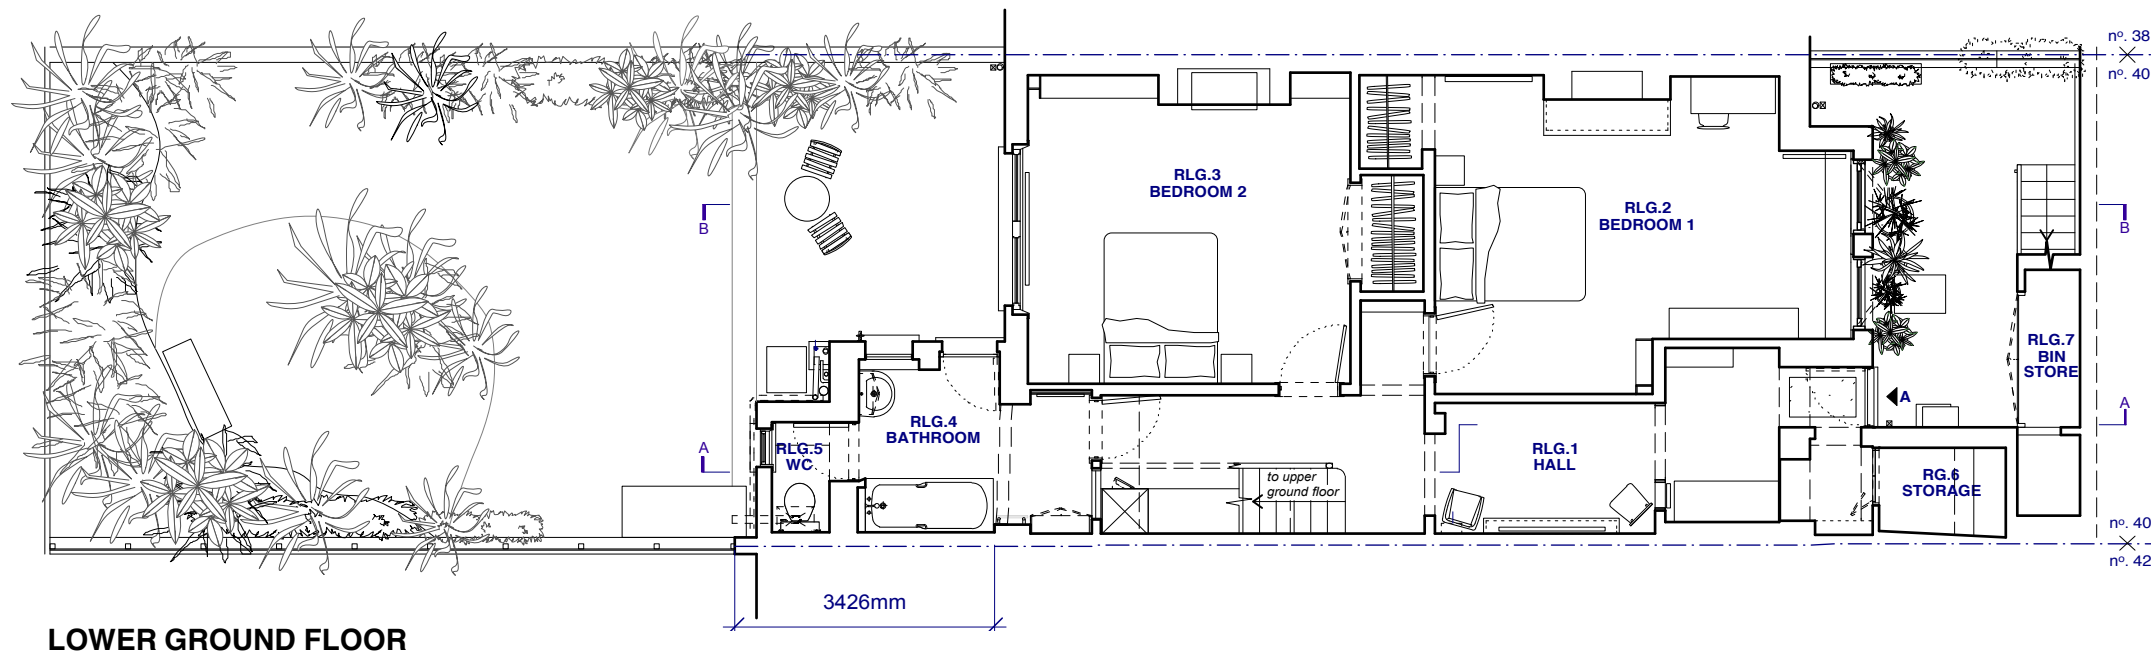 nº. 38
nº. 40
RLG.3
BEDROOM 2
RLG.2
BEDROOM 1
B
B
RLG.7
BIN
STORE
A
A
A
RLG.4
BATHROOM
RLG.5
WC
RLG.1
HALL
to upper
ground floor
RG.6
STORAGE
nº. 40
nº. 42
3426mm
LOWER GROUND FLOOR